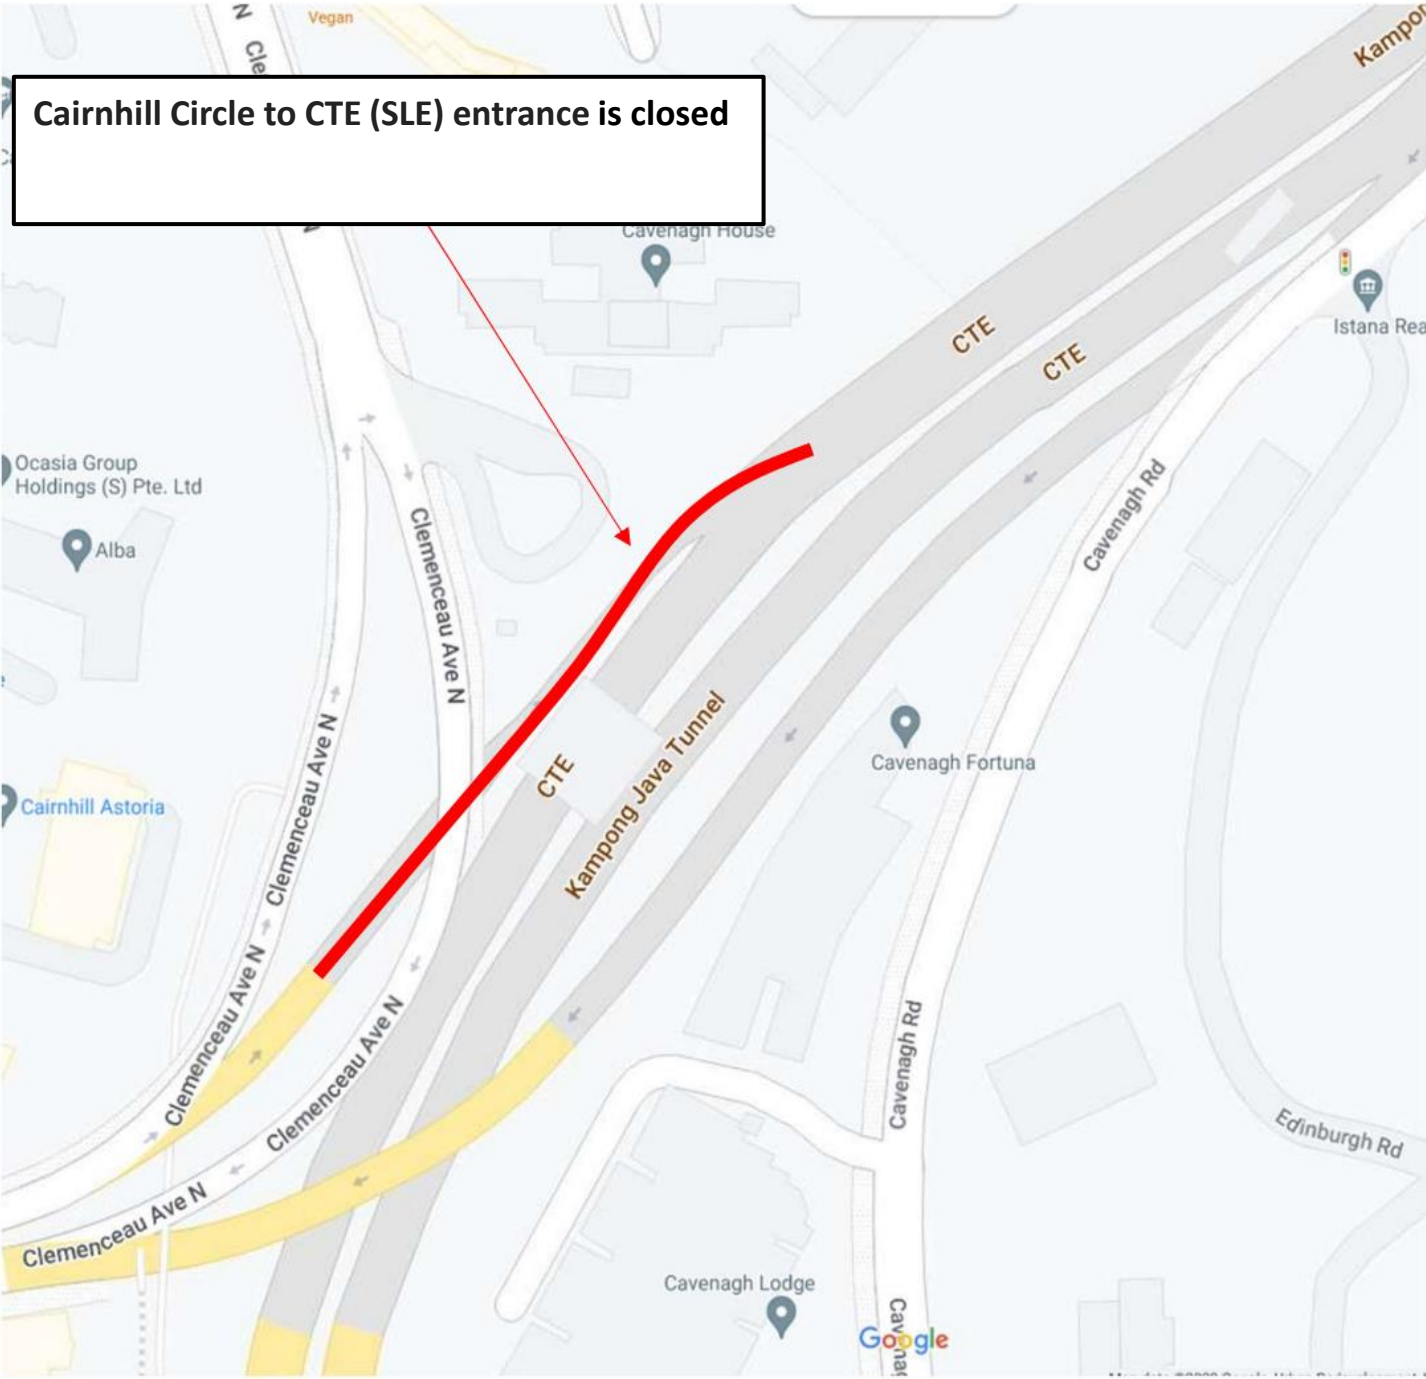 Vegan
Kampon
Cle
Cairnhill Circle to CTE (SLE) entrance is closed
Cavenagh House
CTE
CTE
Istana Rea
Ocasia Group
Holdings (S) Pte. Ltd
Alba
Clemenceau Ave N
Cavenagh Rd
Kampong Java Tunnel
Cavenagh Fortuna
CTE
Cairnhill Astoria
Clemenceau Ave N
Clemenceau Ave N
Clemenceau Ave N
Cavenagh Rd
Edinburgh Rd
Clemenceau Ave N
Cavenagh Lodge
Google